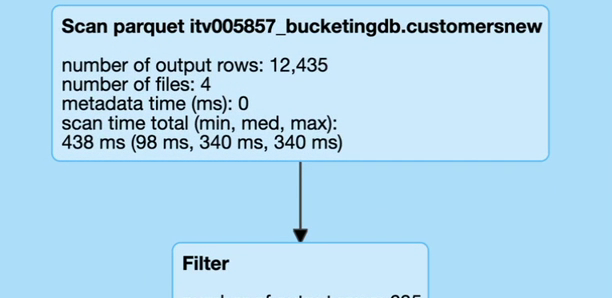 Scan parquet itv005857_bucketingdb.customersnew
number of output rows: 12,435
number of files: 4
metadata time (ms): 0
scan time total (min, med, max):
438 ms (98 ms, 340 ms, 340 ms)
Filter